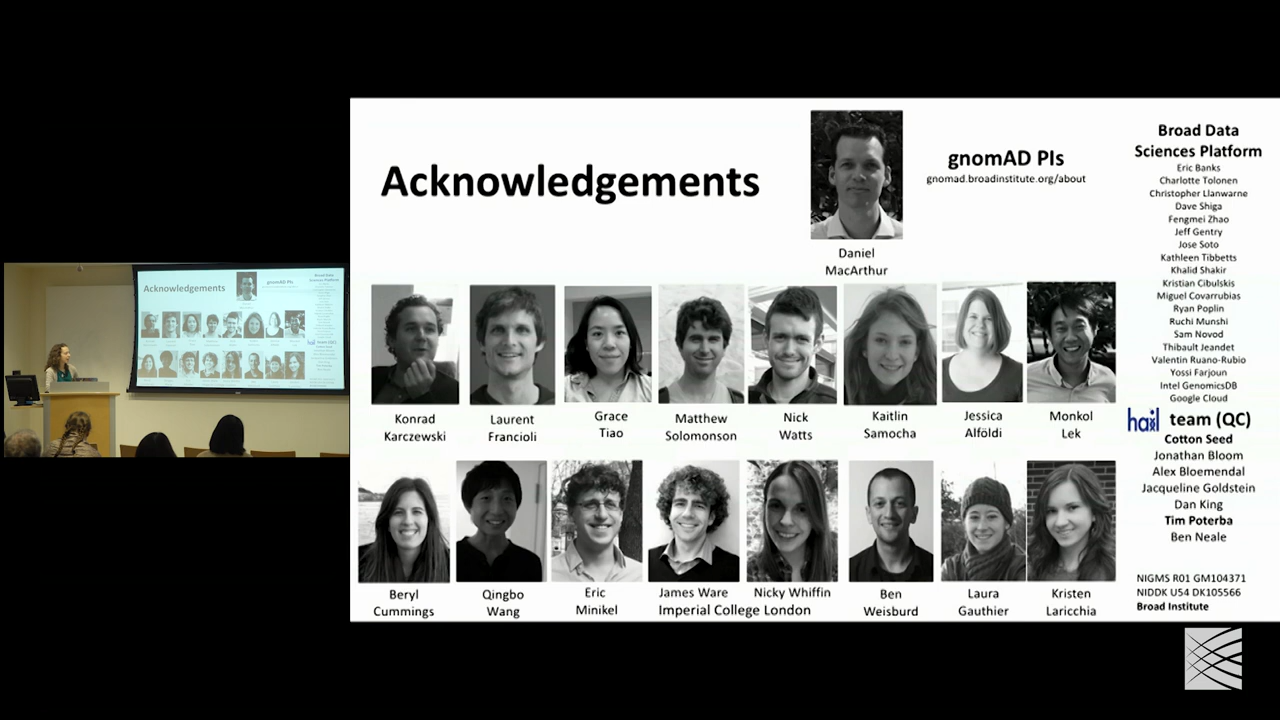 Acknowledgements
Daniel
MacArthur
gnomAD PIs
gnomad.broadinstitute.org/about
Konrad
Karczewski
Laurent
Francioli
Grace
Tiao
Matthew
Solomonson
Nick
Watts
Kaitlin
Samocha
Jessica
Alföldi
Monkol
Lek
Beryl
Cummings
Qingbo
Wang
Eric
Minikel
James Ware
Nicky Whiffin
Imperial College London
Ben
Weisburd
Laura
Gauthier
Kristen
Laricchia
Broad Data
Sciences Platform
Eric Banks
Charlotte Tolonen
Christopher Llanwarne
Dave Shiga
Fengmei Zhao
Jeff Gentry
Jose Soto
Kathleen Tibbetts
Khalid Shakir
Kristian Cibulskis
Miguel Covarrubias
Ryan Poplin
Ruchi Munshi
Sam Novod
Thibault Jeandet
Valentin Ruano-Rubio
Yossi Farjoun
Intel GenomicsDB
Google Cloud
hail team (QC)
Cotton Seed
Jonathan Bloom
Alex Bloemendal
Jacqueline Goldstein
Dan King
Tim Poterba
Ben Neale
NIGMS R01 GM104371
NIDDK U54 DK105566
Broad Institute
Acknowledgements
gnomAD PIs